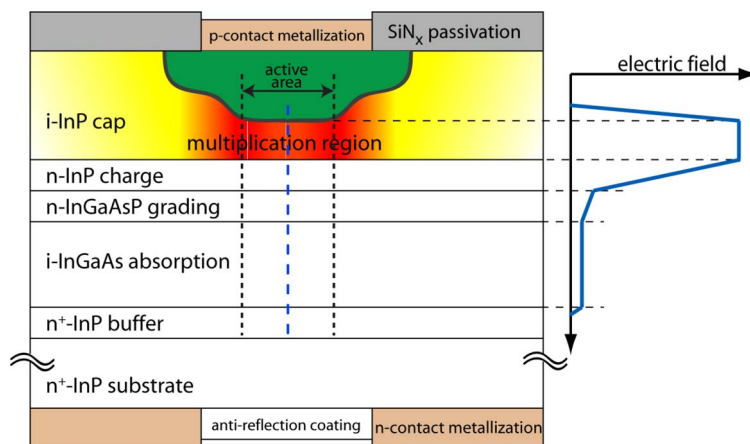 p-contact metallization
SiNx passivation
electric field
active
area
i-InP cap
multiplication region
n-InP charge
n-InGaAsP grading
i-InGaAs absorption
n+-InP buffer
n+-InP substrate
anti-reflection coating
n-contact metallization